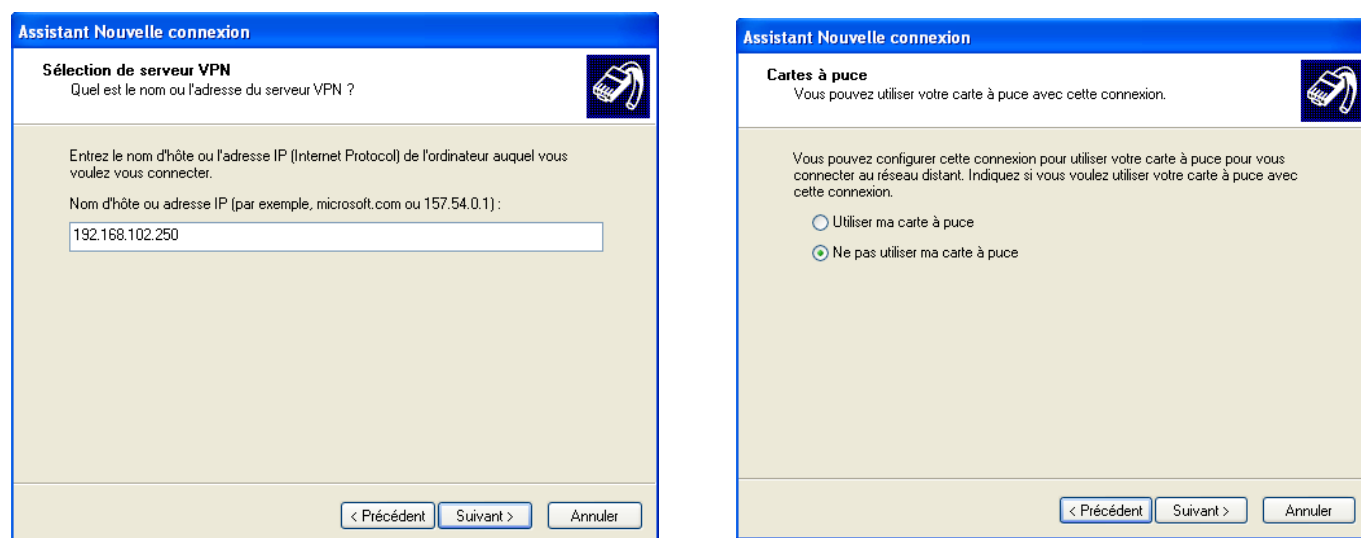 Assistant Nouvelle connexion
Sélection de serveur VPN
Quel est le nom ou l'adresse du serveur VPN ?
Entrez le nom d'hôte ou l'adresse IP (Internet Protocol) de l'ordinateur auquel vous
voulez vous connecter.
Nom d'hôte ou adresse IP (par exemple, microsoft.com ou 157.54.0.1) :
192.168.102.250
< Précédent Suivant > Annuler
Assistant Nouvelle connexion
Cartes à puce
Vous pouvez utiliser votre carte à puce avec cette connexion.
Vous pouvez configurer cette connexion pour utiliser votre carte à puce pour vous
connecter au réseau distant. Indiquez si vous voulez utiliser votre carte à puce avec
cette connexion.
Utiliser ma carte à puce
Ne pas utiliser ma carte à puce
< Précédent Suivant > Annuler